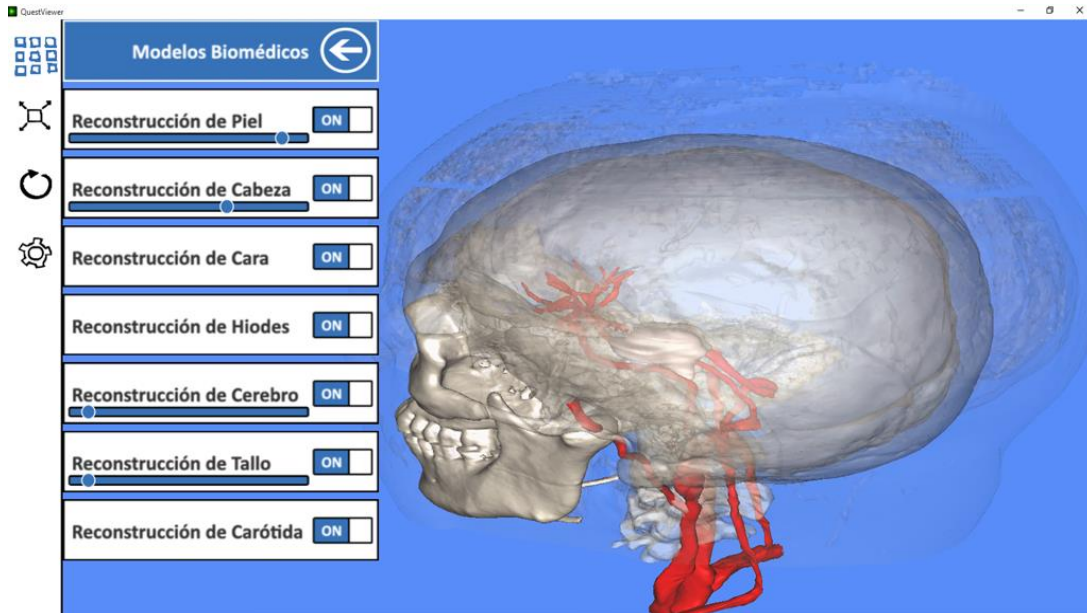 QuestViewer
Modelos Biomédicos
Reconstrucción de Piel ON
Reconstrucción de Cabeza ON
Reconstrucción de Cara ON
Reconstrucción de Hiodes ON
Reconstrucción de Cerebro ON
Reconstrucción de Tallo ON
Reconstrucción de Carótida ON